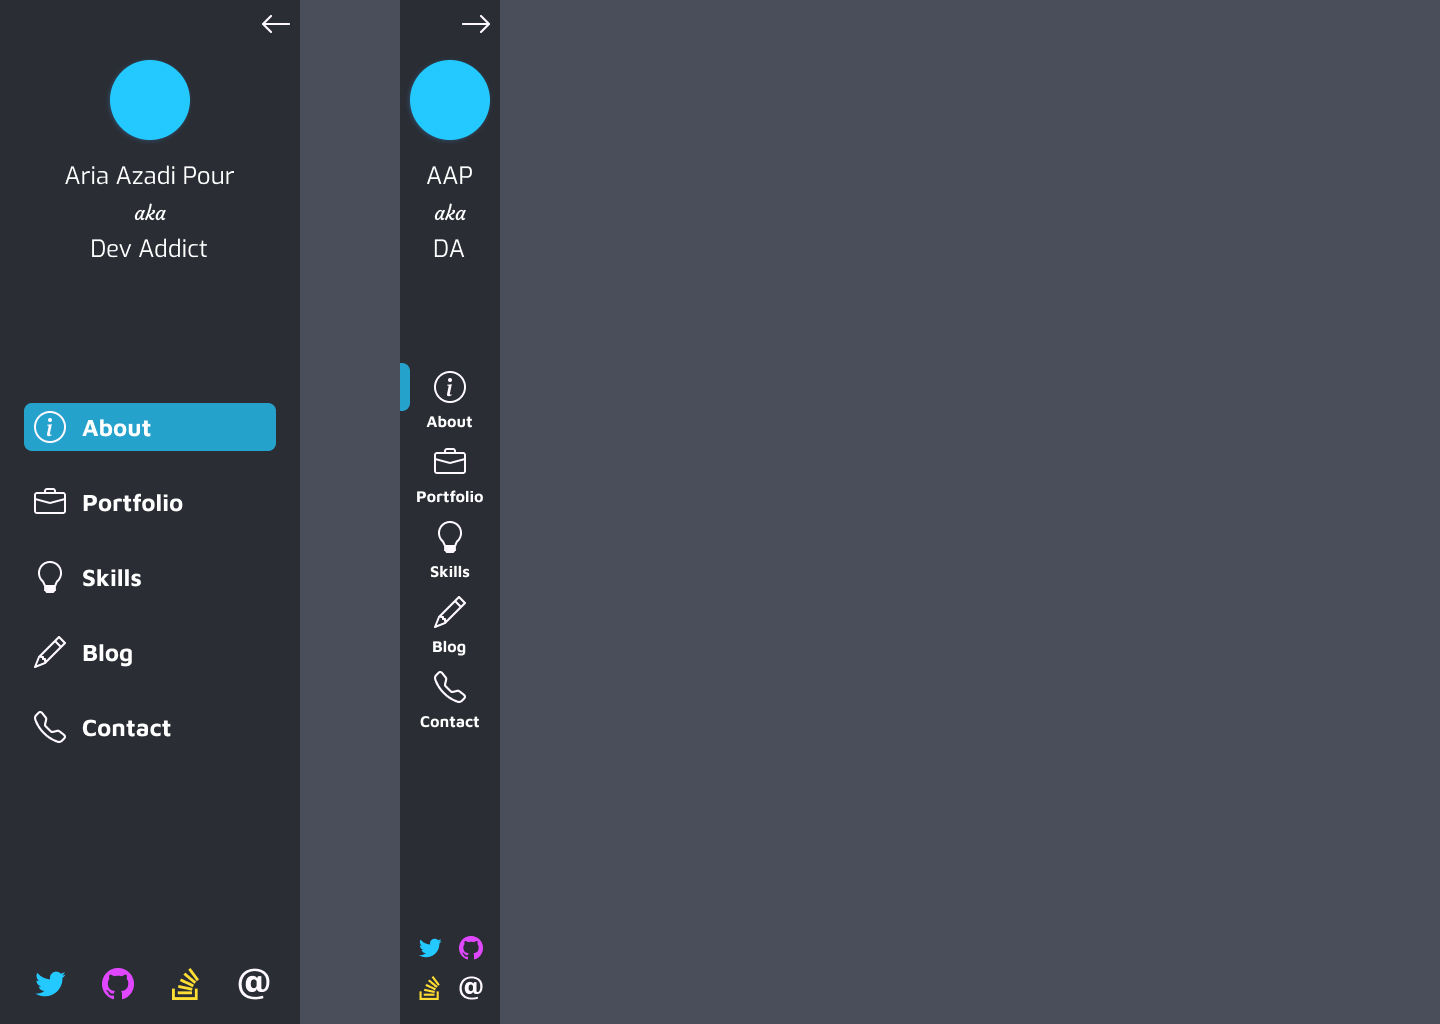 Aria Azadi Pour
aka
Dev Addict
About
Portfolio
Skills
Blog
Contact
@
AAP
aka
DA
About
Portfolio
Skills
Blog
Contact
@